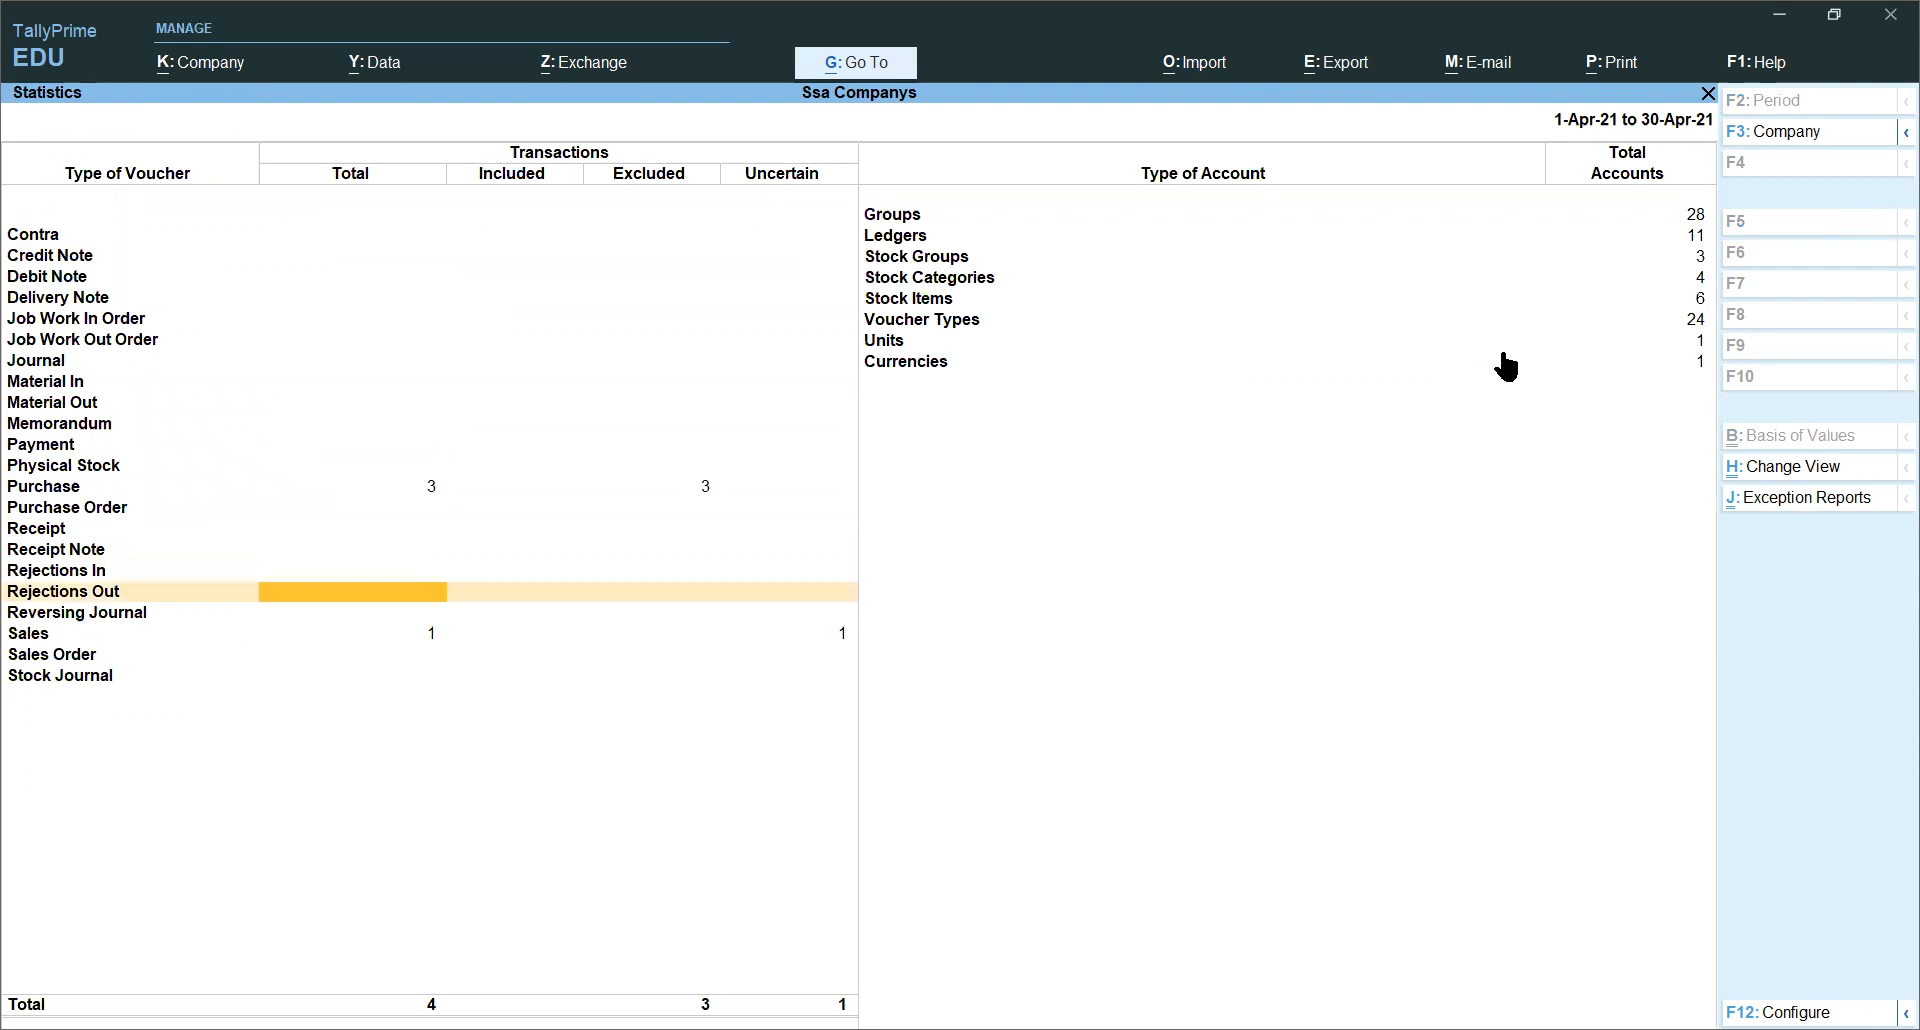 TallyPrime
EDU
MANAGE
K: Company
Y: Data
Z: Exchange
G: Go To
O: Import
E: Export
M: E-mail
P: Print
F1: Help
Statistics
Ssa Companys
1-Apr-21 to 30-Apr-21
Type of Voucher
Transactions
Total Included Excluded Uncertain
Contra
Credit Note
Debit Note
Delivery Note
Job Work In Order
Job Work Out Order
Journal
Material In
Material Out
Memorandum
Payment
Physical Stock
Purchase 3 3
Purchase Order
Receipt
Receipt Note
Rejections In
Rejections Out
Reversing Journal
Sales 1 1
Sales Order
Stock Journal
Total 4 3 1
Type of Account
Total
Accounts
Groups 28
Ledgers 11
Stock Groups 3
Stock Categories 4
Stock Items 6
Voucher Types 24
Units 1
Currencies 1
F2: Period
F3: Company
F4
F5
F6
F7
F8
F9
F10
B: Basis of Values
H: Change View
J: Exception Reports
F12: Configure